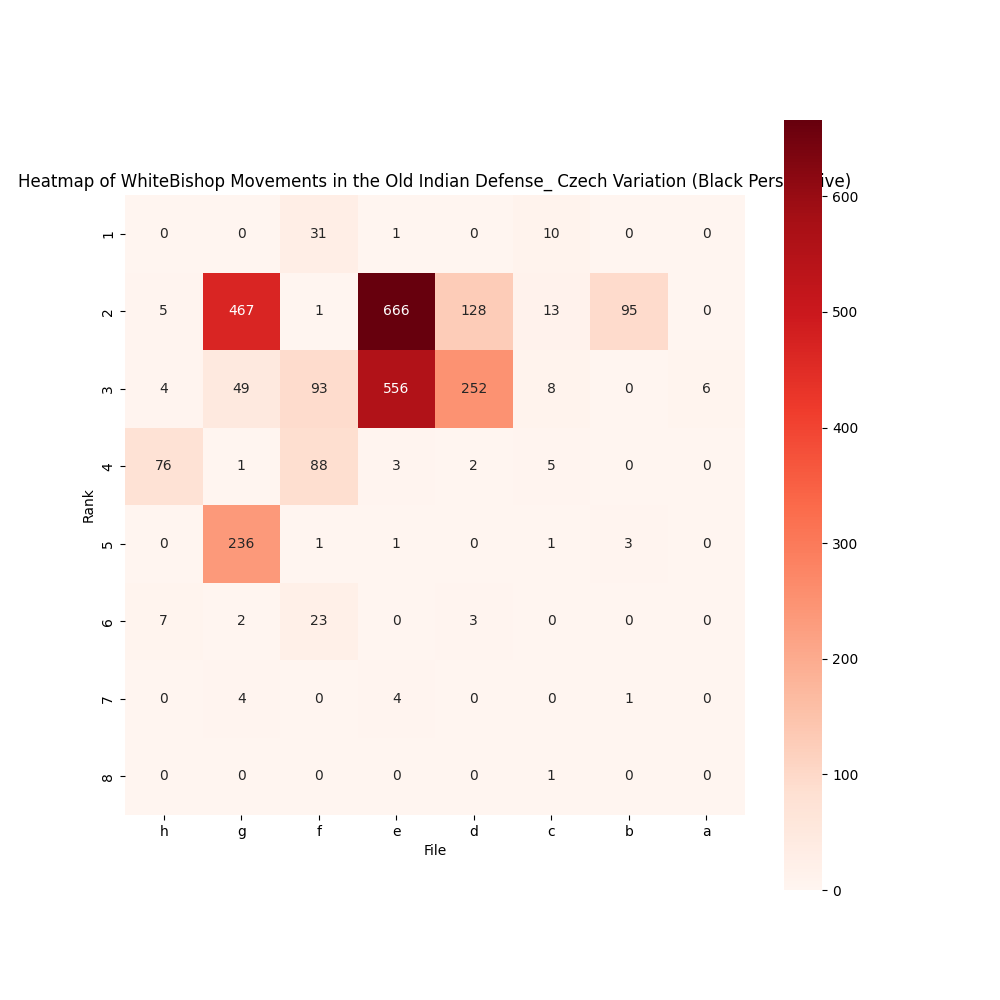 Heatmap of WhiteBishop Movements in the Old Indian Defense_ Czech Variation (Black Pers ive)
600
1 0 0 31 1 0 10 0 0
2 5 467 1 666 128 13 95 0
500
3 4 49 93 556 252 8 0 6
400
4 76 1 88 3 2 5 0 0
Rank
5 0 236 1 1 0 1 3 0
300
6 7 2 23 0 3 0 0 0
200
7 0 4 0 4 0 0 1 0
100
8 0 0 0 0 0 1 0 0
h g f e d c b a
File
0